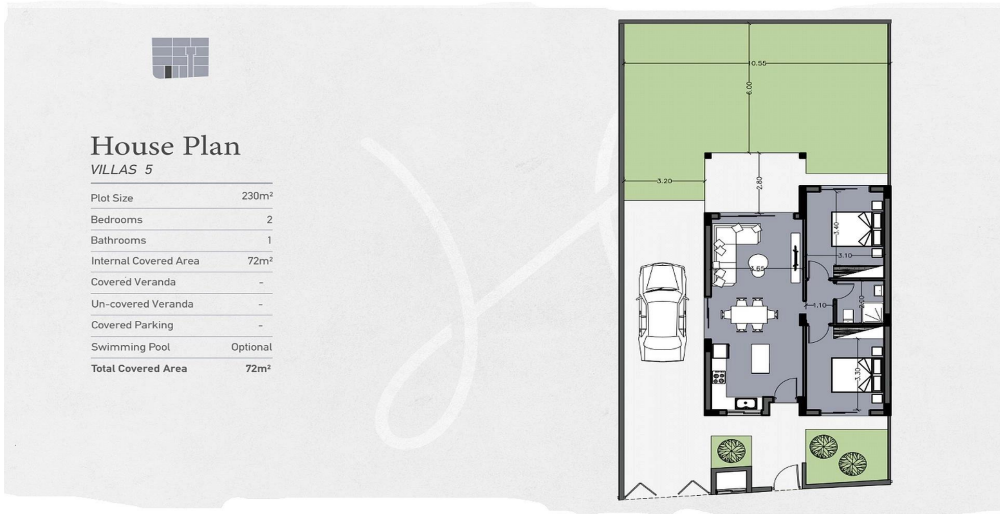 House Plan
VILLAS 5
Plot Size 230m²
Bedrooms 2
Bathrooms 1
Internal Covered Area 72m²
Covered Veranda -
Un-covered Veranda -
Covered Parking -
Swimming Pool Optional
Total Covered Area 72m²
0.55
6.00
3.20
2.80
3.40
3.10
1.10
2.00
3.30